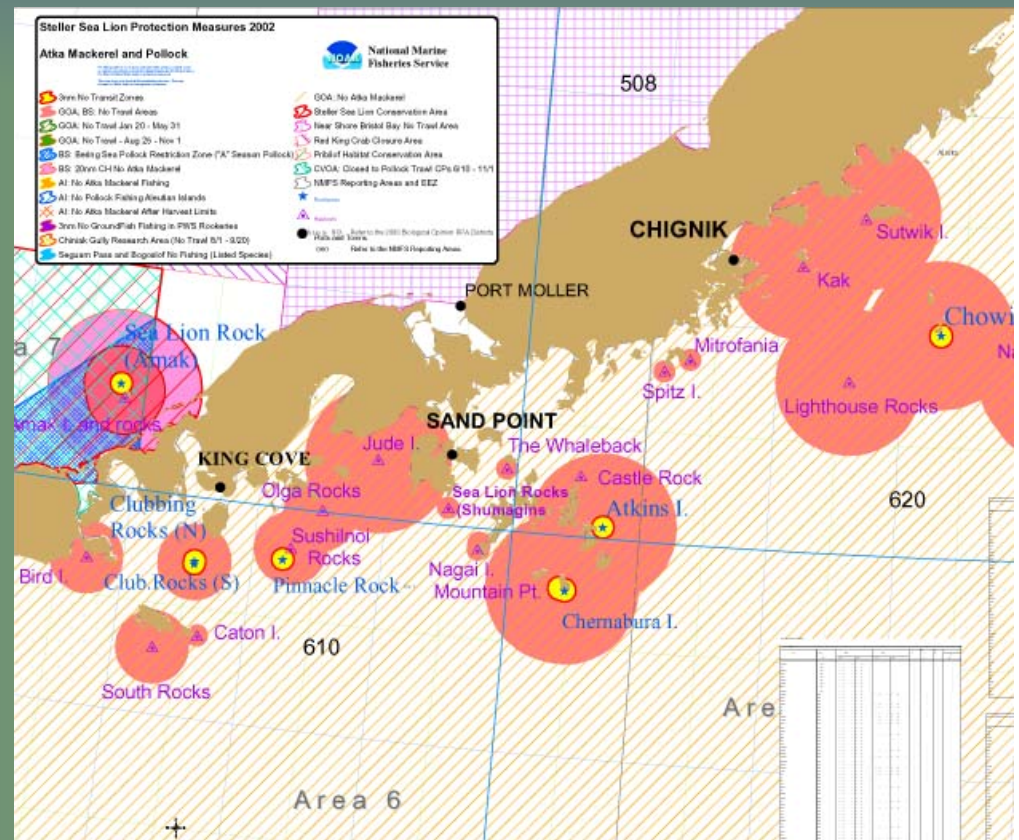 Steller Sea Lion Protection Measures 2002
Atka Mackerel and Pollock
NOAA
National Marine
Fisheries Service
3nm No Transit Zones
GOA, BS: No Trawl Areas
GOA: No Trawl Jan 20 - May 31
GOA: No Trawl - Aug 25 - Nov 1
BS: Bering Sea Pollock Restriction Zone ("A" Season Pollock)
BS: 20nm CH No Atka Mackerel
AI: No Atka Mackerel Fishing
AI: No Pollock Fishing Aleutian Islands
AI: No Atka Mackerel After Harvest Limits
3nm No GroundFish Fishing in PWS Rookeries
Chiniak Gully Research Area (No Trawl 8/1 - 9/20)
Seguam Pass and Bogoslof No Fishing (Listed Species)
GOA: No Atka Mackerel
Steller Sea Lion Conservation Area
Near Shore Bristol Bay No Trawl Area
Red King Crab Closure Area
Pribilof Habitat Conservation Area
CVOA: Closed to Pollock Trawl CPs 6/10 - 11/1
NMFS Reporting Areas and EEZ
Refer to the NMFS Reporting Areas
508
CHIGNIK
Sutwik I.
Kak
PORT MOLLER
Chowi
Na
a 7
Sea Lion Rock
(Amak)
Mitrofania
Spitz I.
Lighthouse Rocks
Amak I. and rocks
SAND POINT
Jude I.
The Whaleback
KING COVE
Castle Rock
Olga Rocks
Sea Lion Rocks
(Shumagins
620
Clubbing
Rocks (N)
Atkins I.
Sushilnoi
Rocks
Bird I.
Club.Rocks (S)
Pinnacle Rock
Nagai I.
Mountain Pt.
Chernabura I.
Caton I.
610
South Rocks
Are
Area 6